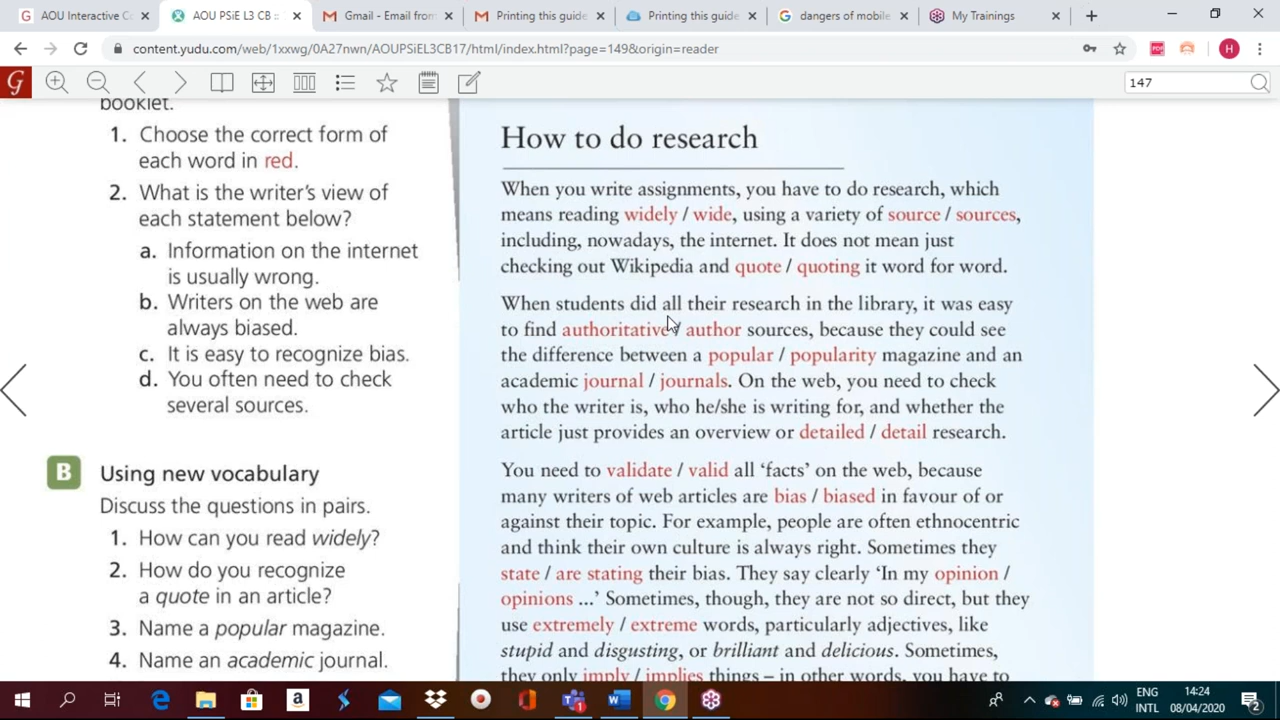 AOU Interactive C
AOU PSiE L3 CB ::
Gmail - Email from
Printing this guide
Printing this guide
dangers of mobile
My Trainings
content.yudu.com/web/1xxwg/0A27nwn/AOUPSiEL3CB17/html/index.html?page=149&origin=reader
H
G
147
booklet.
1. Choose the correct form of
each word in red.
2. What is the writer's view of
each statement below?
a. Information on the internet
is usually wrong.
b. Writers on the web are
always biased.
c. It is easy to recognize bias.
d. You often need to check
several sources.
B Using new vocabulary
Discuss the questions in pairs.
1. How can you read widely?
2. How do you recognize
a quote in an article?
3. Name a popular magazine.
4. Name an academic journal.
How to do research
When you write assignments, you have to do research, which
means reading widely / wide, using a variety of source / sources,
including, nowadays, the internet. It does not mean just
checking out Wikipedia and quote / quoting it word for word.
When students did all their research in the library, it was easy
to find authoritative / author sources, because they could see
the difference between a popular / popularity magazine and an
academic journal / journals. On the web, you need to check
who the writer is, who he/she is writing for, and whether the
article just provides an overview or detailed / detail research.
You need to validate / valid all 'facts' on the web, because
many writers of web articles are bias / biased in favour of or
against their topic. For example, people are often ethnocentric
and think their own culture is always right. Sometimes they
state / are stating their bias. They say clearly 'In my opinion /
opinions ...' Sometimes, though, they are not so direct, but they
use extremely / extreme words, particularly adjectives, like
stupid and disgusting, or brilliant and delicious. Sometimes,
they only imply / implies things – in other words, you have to
ENG
INTL
14:24
08/04/2020
2